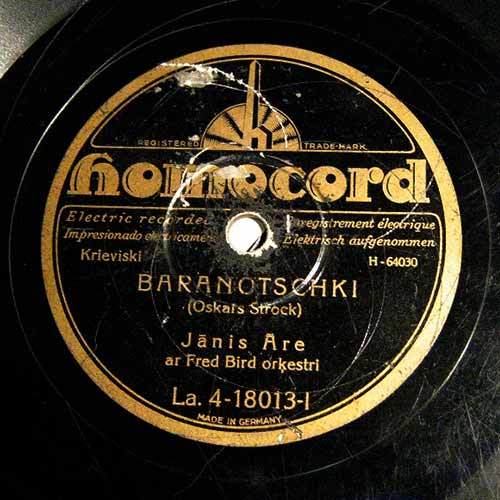 REGISTERED TRADE-MARK
Homocord
Electric recorded Enregistrement électrique
Impresionado electricamente Elektrisch aufgenommen
Krieviski H-64030
BARANOTSCHKI
(Oskars Strock)
Jānis Āre
ar Fred Bird orķestri
La. 4-18013-I
MADE IN GERMANY